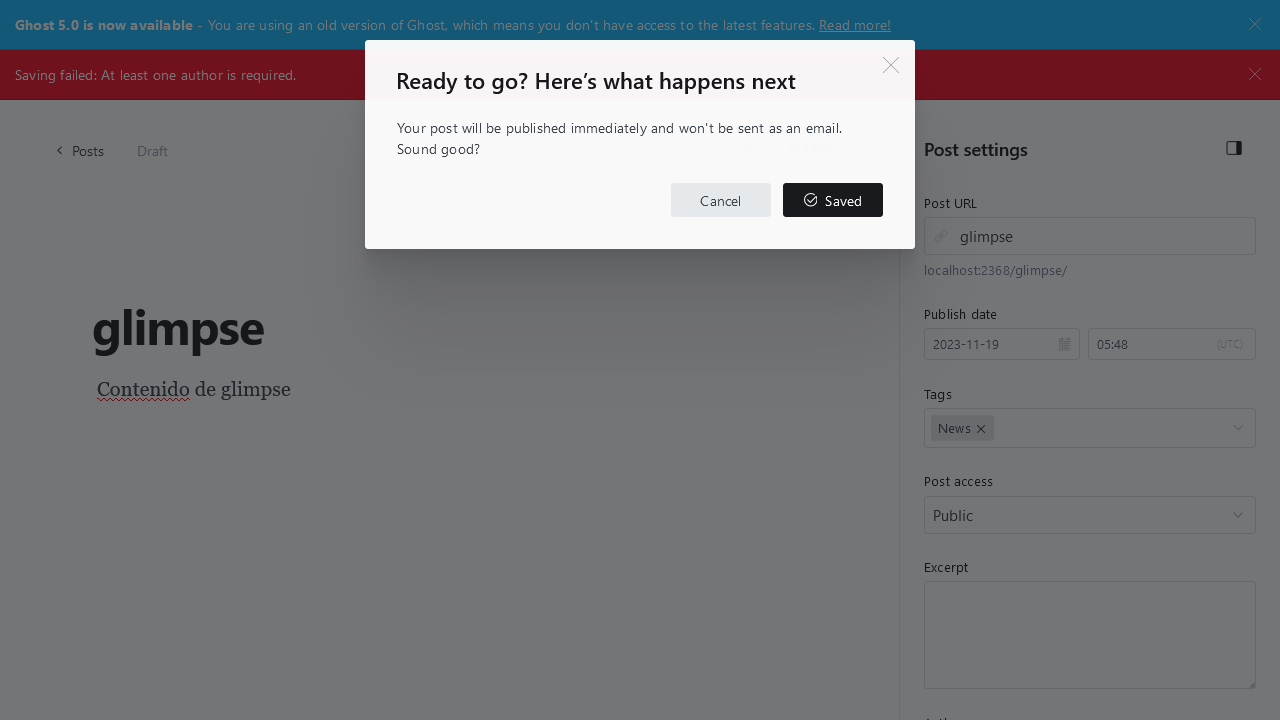 Ghost 5.0 is now available - You are using an old version of Ghost, which means you don't have access to the latest features. Read more!
Saving failed: At least one author is required.
Ready to go? Here's what happens next
Your post will be published immediately and won't be sent as an email.
Sound good?
Cancel
Saved
Posts
Draft
glimpse
Contenido de glimpse
Post settings
Post URL
glimpse
localhost:2368/glimpse/
Publish date
2023-11-19
05:48
(UTC)
Tags
News
Post access
Public
Excerpt